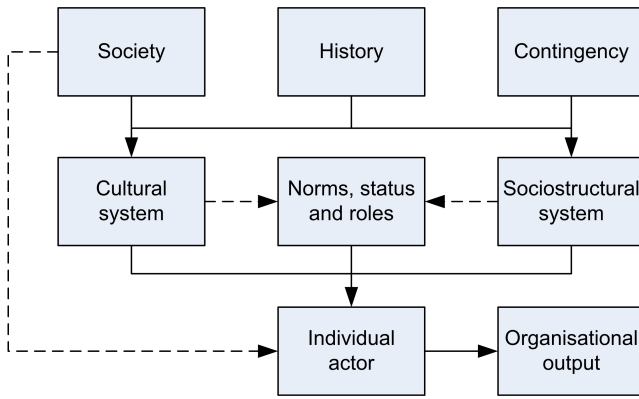 Society
History
Contingency
Cultural
system
Norms, status
and roles
Sociostructural
system
Individual
actor
Organisational
output